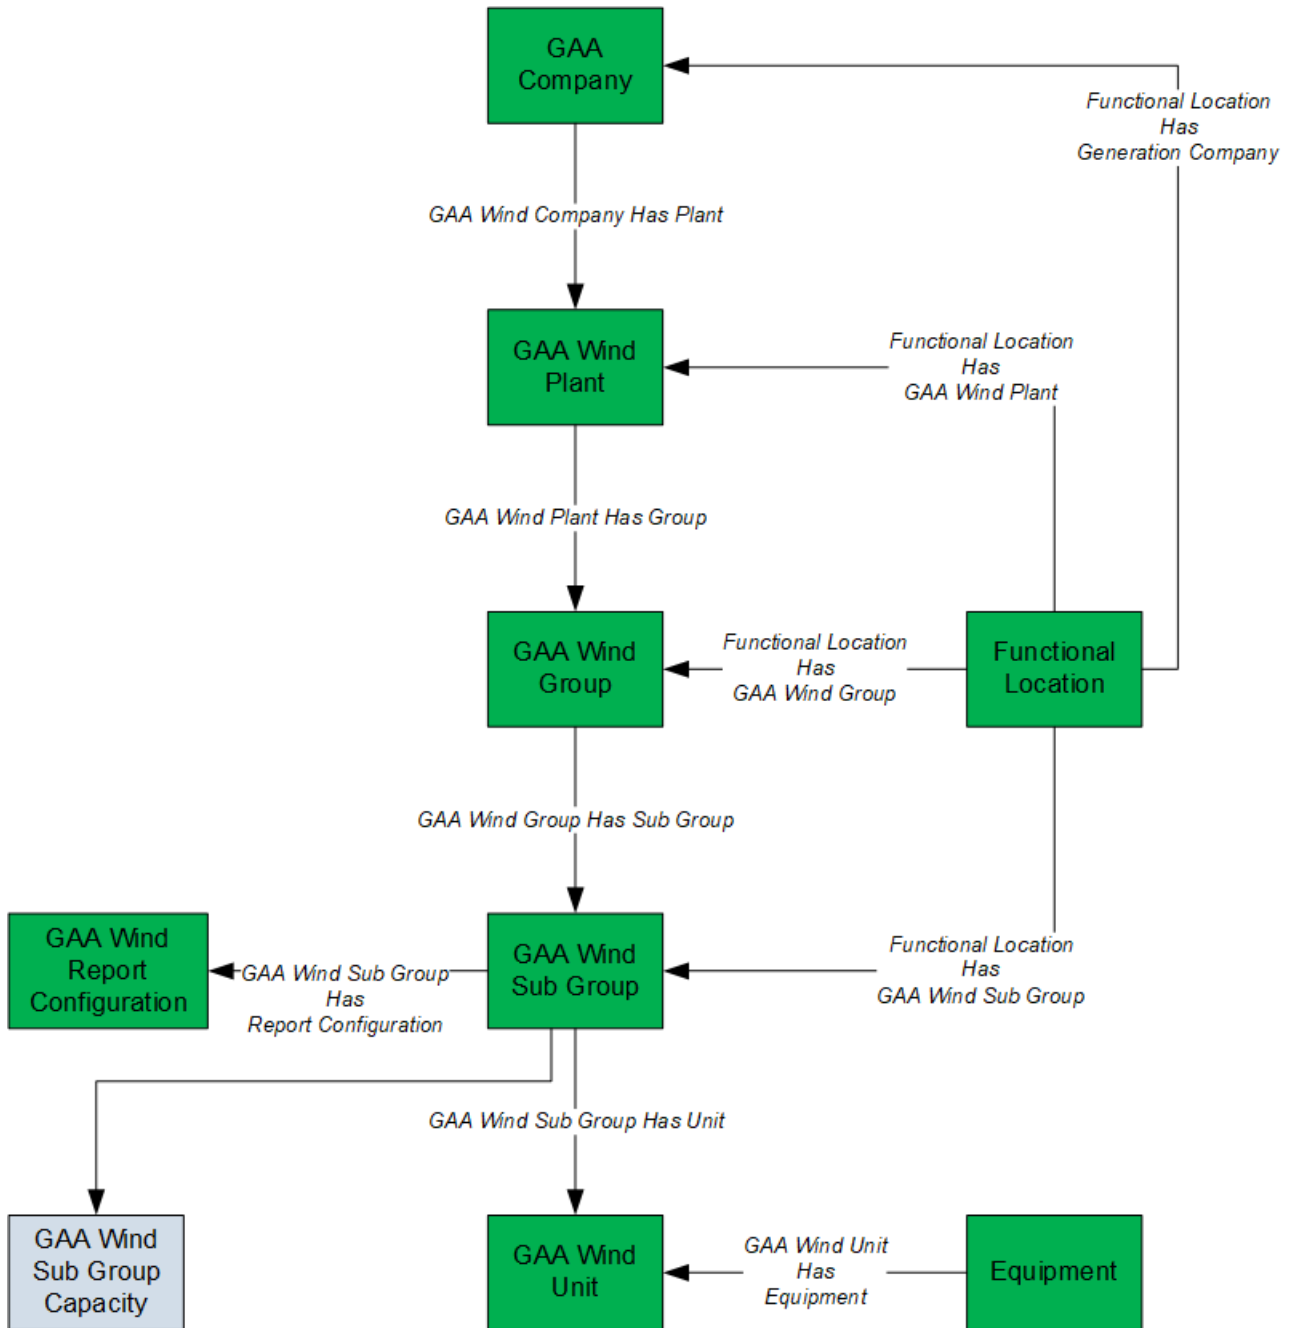 GAA
Company
Functional Location
Has
Generation Company
GAA Wind Company Has Plant
GAA Wind
Plant
Functional Location
Has
GAA Wind Plant
GAA Wind Plant Has Group
GAA Wind
Group
Functional Location
Has
GAA Wind Group
Functional
Location
GAA Wind Group Has Sub Group
GAA Wind
Report
Configuration
GAA Wind Sub Group
Has
Report Configuration
GAA Wind
Sub Group
Functional Location
Has
GAA Wind Sub Group
GAA Wind Sub Group Has Unit
GAA Wind
Sub Group
Capacity
GAA Wind
Unit
GAA Wind Unit
Has
Equipment
Equipment